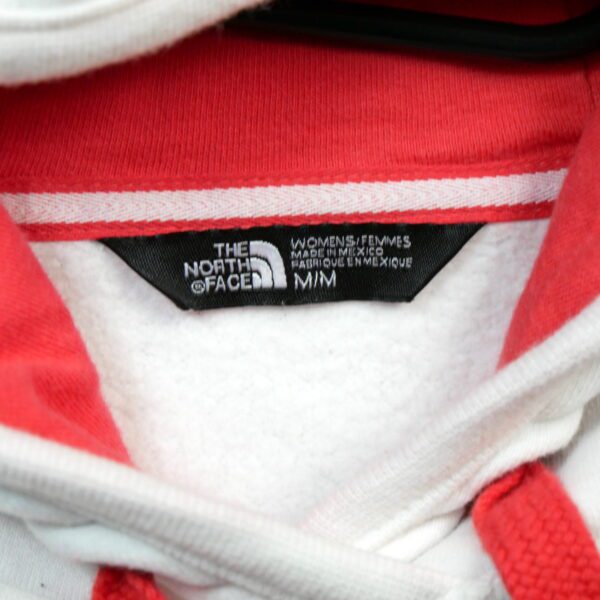 THE
NORTH
®FACE
WOMENS/FEMMES
MADE IN MEXICO
FABRIQUE EN MEXIQUE
M/M